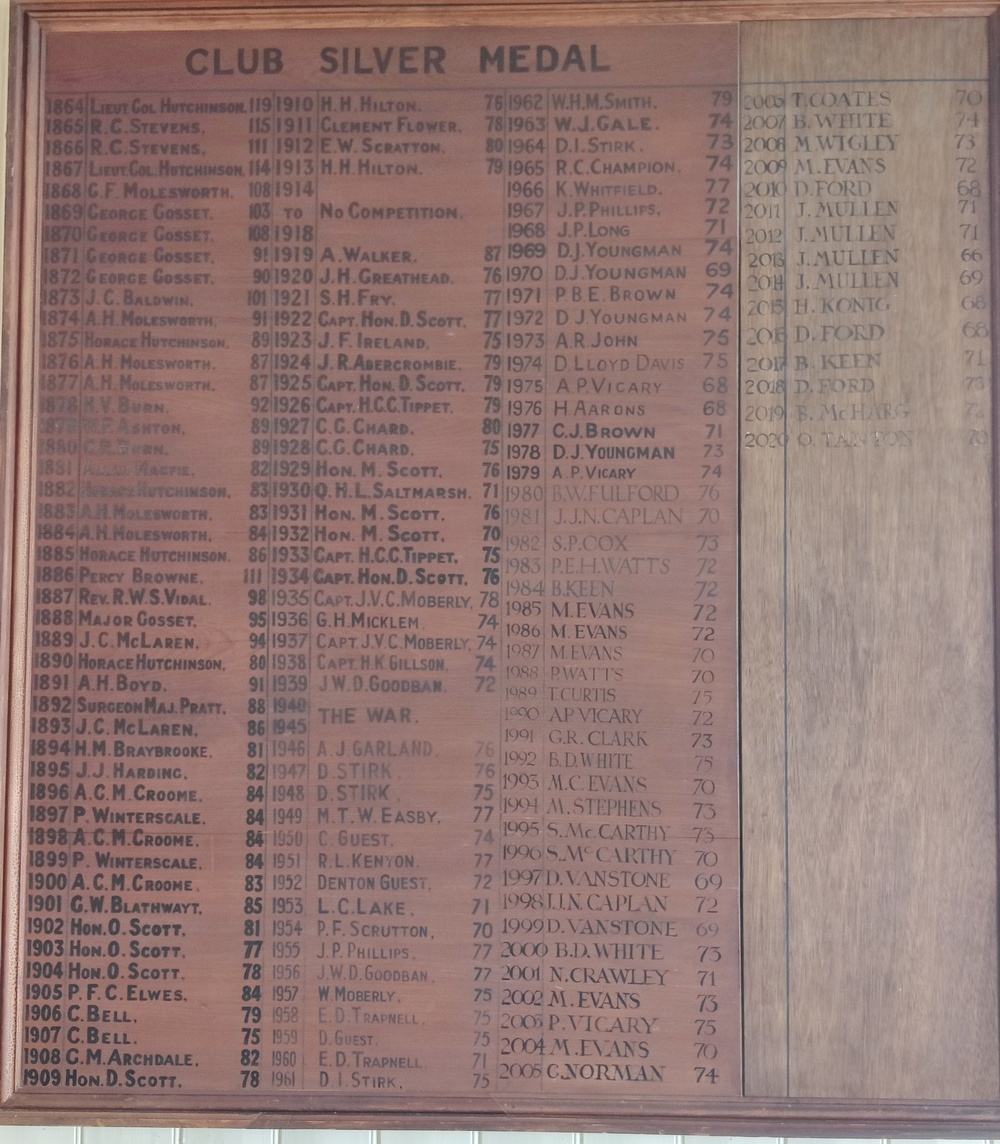 CLUB SILVER MEDAL
1864 LIEUT COL. HUTCHINSON. 119
1865 R.C. STEVENS. 115
1866 R.C. STEVENS. 111
1867 LIEUT. COL. HUTCHINSON. 114
1868 G.F. MOLESWORTH. 108
1869 GEORGE GOSSET. 103
1870 GEORGE GOSSET. 108
1871 GEORGE GOSSET. 91
1872 GEORGE GOSSET. 90
1873 J.C. BALDWIN. 101
1874 A.H. MOLESWORTH. 91
1875 HORACE HUTCHINSON. 89
1876 A.H. MOLESWORTH. 87
1877 A.H. MOLESWORTH. 87
1878 H.V. BURN. 92
1879 ASHTON. 89
1880 BURN. 89
1881 82
1882 HUTCHINSON. 83
1883 A.H. MOLESWORTH. 83
1884 A.H. MOLESWORTH. 84
1885 HORACE HUTCHINSON. 86
1886 PERCY BROWNE. 111
1887 REV. R.W.S. VIDAL. 98
1888 MAJOR GOSSET. 95
1889 J.C. MCLAREN. 94
1890 HORACE HUTCHINSON. 80
1891 A.H. BOYD. 91
1892 SURGEON MAJ. PRATT. 88
1893 J.C. MCLAREN. 86
1894 H.M. BRAYBROOKE. 81
1895 J.J. HARDING. 82
1896 A.C.M. CROOME. 84
1897 P. WINTERSCALE. 84
1898 A.C.M. CROOME. 84
1899 P. WINTERSCALE. 84
1900 A.C.M. CROOME. 83
1901 G.W. BLATHWAYT. 85
1902 HON. O. SCOTT. 81
1903 HON. O. SCOTT. 77
1904 HON. O. SCOTT. 78
1905 P.F.C. ELWES. 84
1906 C. BELL. 79
1907 C. BELL. 75
1908 G.M. ARCHDALE. 82
1909 HON. D. SCOTT. 78
1910 H.H. HILTON. 76
1911 CLEMENT FLOWER. 78
1912 E.W. SCRATTON. 80
1913 H.H. HILTON. 79
1914
TO NO COMPETITION.
1918
1919 A. WALKER. 87
1920 J.H. GREATHEAD. 76
1921 S.H. FRY. 77
1922 CAPT. HON. D. SCOTT. 77
1923 J.F. IRELAND. 75
1924 J.R. ABERCROMBIE. 79
1925 CAPT. HON. D. SCOTT. 79
1926 CAPT. H.C.C. TIPPET. 79
1927 C.G. CHARD. 80
1928 C.G. CHARD. 75
1929 HON. M. SCOTT. 76
1930 O.H.L. SALTMARSH. 71
1931 HON. M. SCOTT. 76
1932 HON. M. SCOTT. 70
1933 CAPT. H.C.C. TIPPET. 75
1934 CAPT. HON. D. SCOTT. 76
1935 CAPT. J.V.C. MOBERLY. 78
1936 G.H. MICKLEM. 74
1937 CAPT J.V.C. MOBERLY. 74
1938 CAPT. H.K GILLSON. 74
1939 J.W.D. GOODBAN. 72
1940
THE WAR.
1945
1946 A.J GARLAND. 76
1947 D. STIRK. 76
1948 D. STIRK. 75
1949 M.T.W. EASBY. 77
1950 C. GUEST. 74
1951 R.L. KENYON. 77
1952 DENTON GUEST. 72
1953 L.C. LAKE. 71
1954 P.F. SCRUTTON. 70
1955 J.P. PHILLIPS. 77
1956 J.W.D. GOODBAN. 77
1957 W. MOBERLY. 75
1958 E.D. TRAPNELL. 75
1959 D. GUEST. 75
1960 E.D. TRAPNELL 71
1961 D.I. STIRK. 75
1962 W.H.M. SMITH. 79
1963 W.J. GALE. 74
1964 D.I. STIRK. 73
1965 R.C. CHAMPION. 74
1966 K. WHITFIELD. 77
1967 J.P. PHILLIPS. 72
1968 J.P. LONG 71
1969 D.J. YOUNGMAN 74
1970 D.J. YOUNGMAN 69
1971 P.B.E. BROWN 74
1972 D.J. YOUNGMAN 74
1973 A.R. JOHN 75
1974 D. LLOYD DAVIS 75
1975 A.P. VICARY 68
1976 H. AARONS 68
1977 C.J. BROWN 71
1978 D.J. YOUNGMAN 73
1979 A.P. VICARY 74
1980 B.W. FULFORD 76
1981 J.J.N. CAPLAN 70
1982 S.P. COX 73
1983 P.E.H. WATTS 72
1984 B. KEEN 72
1985 M. EVANS 72
1986 M. EVANS 72
1987 M. EVANS 70
1988 P. WATTS 70
1989 T. CURTIS 75
1990 A.P VICARY 72
1991 G.R. CLARK 73
1992 B.D. WHITE 75
1993 M.C. EVANS 70
1994 M. STEPHENS 73
1995 S. Mc. CARTHY 73
1996 S. Mc CARTHY 70
1997 D. VANSTONE 69
1998 J.J.N. CAPLAN 72
1999 D. VANSTONE 69
2000 B.D. WHITE 73
2001 N. CRAWLEY 71
2002 M. EVANS 73
2003 P. VICARY 75
2004 M. EVANS 70
2005 C. NORMAN 74
T. COATES 70
2007 B. WHITE 74
2008 M. WIGLEY 73
2009 M. EVANS 72
2010 D. FORD 68
2011 J. MULLEN 71
2012 J. MULLEN 71
2013 J. MULLEN 66
2014 J. MULLEN 69
2015 H. KONIG 68
2016 D. FORD 68
2017 B. KEEN 71
2018 D. FORD 73
2019 B. McHARG 72
2020 O. TANTON 70